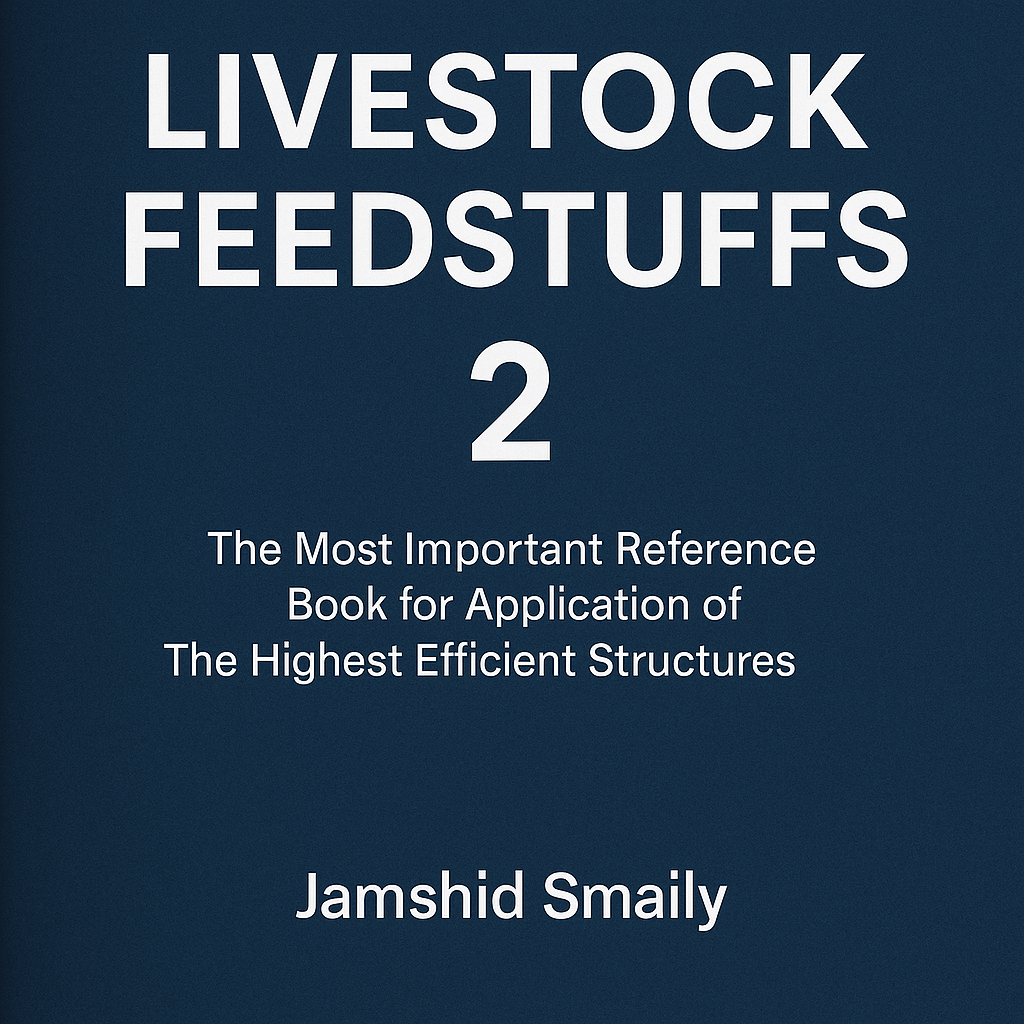 LIVESTOCK
FEEDSTUFFS
2
The Most Important Reference
Book for Application of
The Highest Efficient Structures
Jamshid Smaily